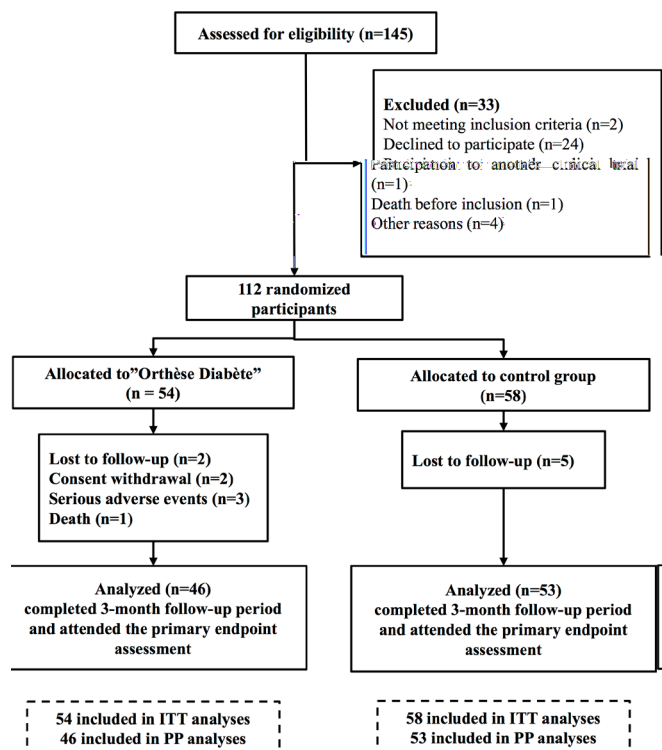 Assessed for eligibility (n=145)
Excluded (n=33)
Not meeting inclusion criteria (n=2)
Declined to participate (n=24)
Participation to another clinical trial
(n=1)
Death before inclusion (n=1)
Other reasons (n=4)
112 randomized
participants
Allocated to”Orthèse Diabète”
(n = 54)
Allocated to control group
(n=58)
Lost to follow-up (n=2)
Consent withdrawal (n=2)
Serious adverse events (n=3)
Death (n=1)
Lost to follow-up (n=5)
Analyzed (n=46)
completed 3-month follow-up period
and attended the primary endpoint
assessment
Analyzed (n=53)
completed 3-month follow-up period
and attended the primary endpoint
assessment
54 included in ITT analyses
46 included in PP analyses
58 included in ITT analyses
53 included in PP analyses